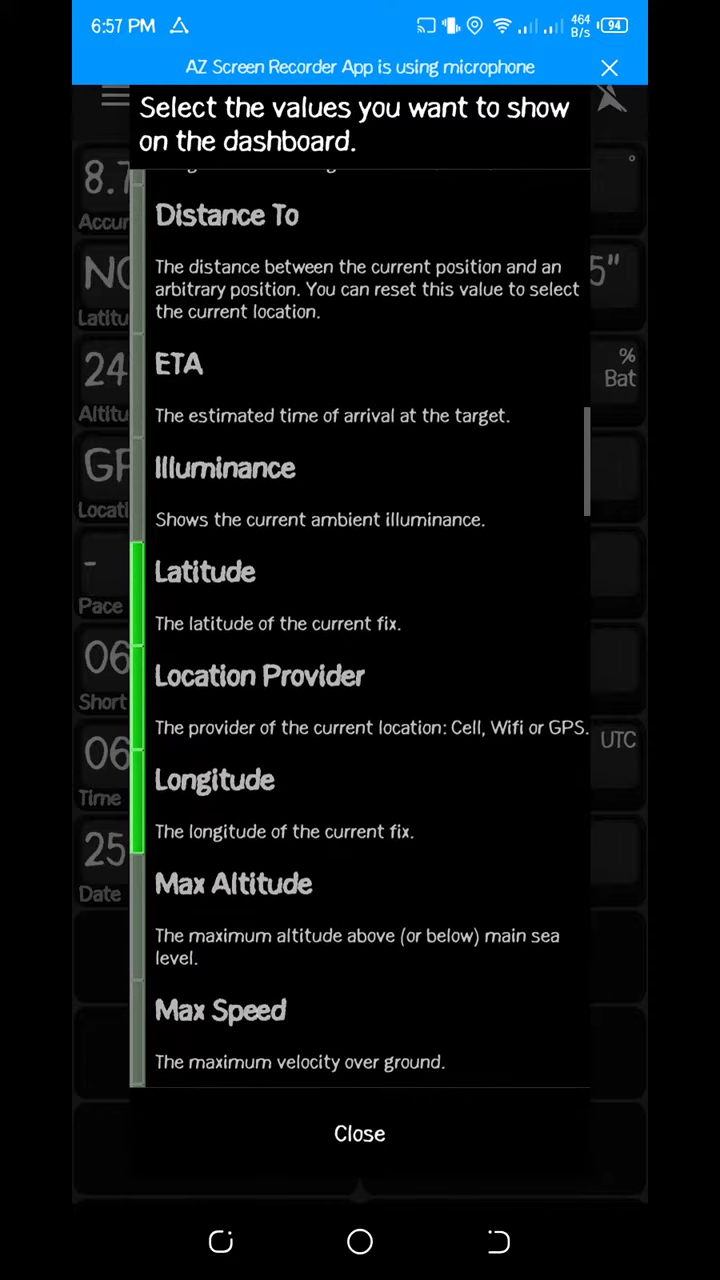 6:57 PM
464
B/s
94
AZ Screen Recorder App is using microphone
Select the values you want to show
on the dashboard.
8.7
Accur
Latitu
5"
24
Altitu
%
Bat
Locati
-
Pace
06
Short
06
Time
UTC
25
Date
Distance To
The distance between the current position and an
arbitrary position. You can reset this value to select
the current location.
ETA
The estimated time of arrival at the target.
Illuminance
Shows the current ambient illuminance.
Latitude
The latitude of the current fix.
Location Provider
The provider of the current location: Cell, Wifi or GPS.
Longitude
The longitude of the current fix.
Max Altitude
The maximum altitude above (or below) main sea
level.
Max Speed
The maximum velocity over ground.
Close